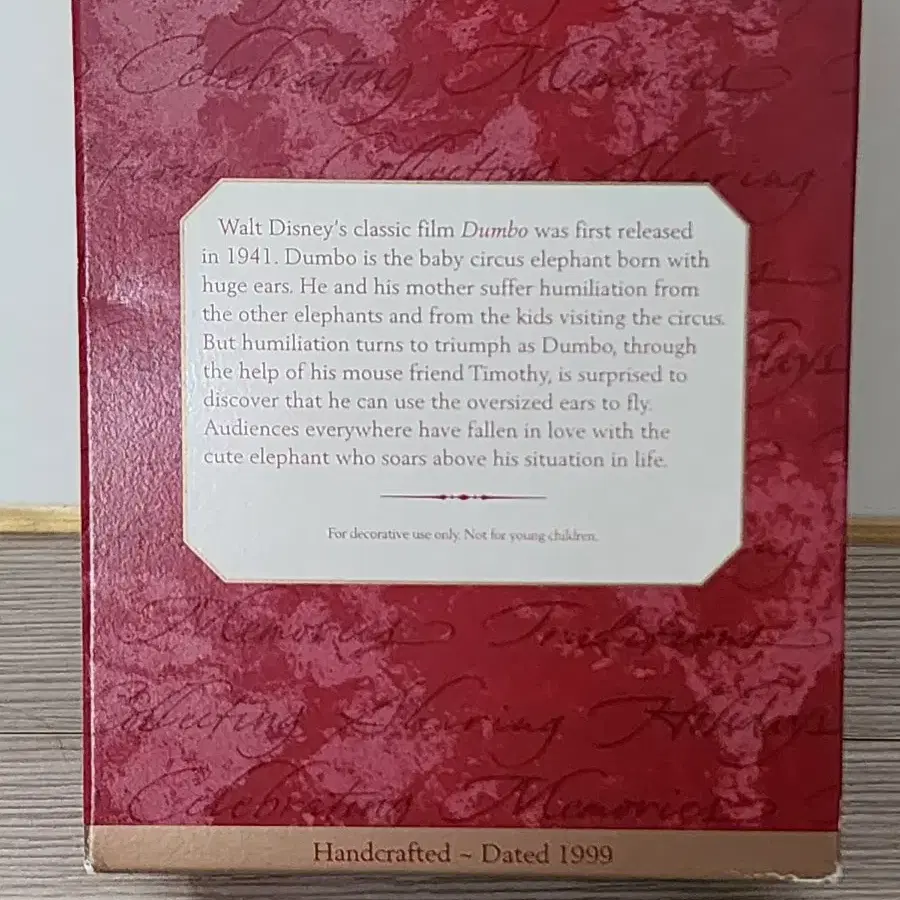 Celebrating Memories
Collecting Sharing
Walt Disney's classic film Dumbo was first released
in 1941. Dumbo is the baby circus elephant born with
huge ears. He and his mother suffer humiliation from
the other elephants and from the kids visiting the circus.
But humiliation turns to triumph as Dumbo, through
the help of his mouse friend Timothy, is surprised to
discover that he can use the oversized ears to fly.
Audiences everywhere have fallen in love with the
cute elephant who soars above his situation in life.
For decorative use only. Not for young children.
Memories Traditions
Collecting Sharing Holidays
Celebrating Memories
Handcrafted ~ Dated 1999